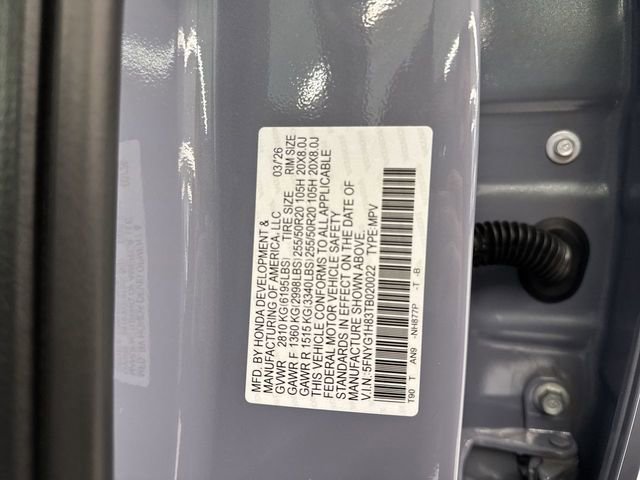 MFD. BY HONDA DEVELOPMENT &
MANUFACTURING OF AMERICA, LLC 03/26
GVWR 2810 KG(6195LBS) TIRE SIZE RIM SIZE
GAWR F 1360 KG(2998LBS)255/50R20 105H 20X8.0J
GAWR R 1515 KG(3340LBS)255/50R20 105H 20X8.0J
THIS VEHICLE CONFORMS TO ALL APPLICABLE
FEDERAL MOTOR VEHICLE SAFETY
STANDARDS IN EFFECT ON THE DATE OF
MANUFACTURE SHOWN ABOVE.
V.I.N.: 5FNYG1H83TB020022 TYPE:MPV
T90 T AN9 -NH877P -T -B